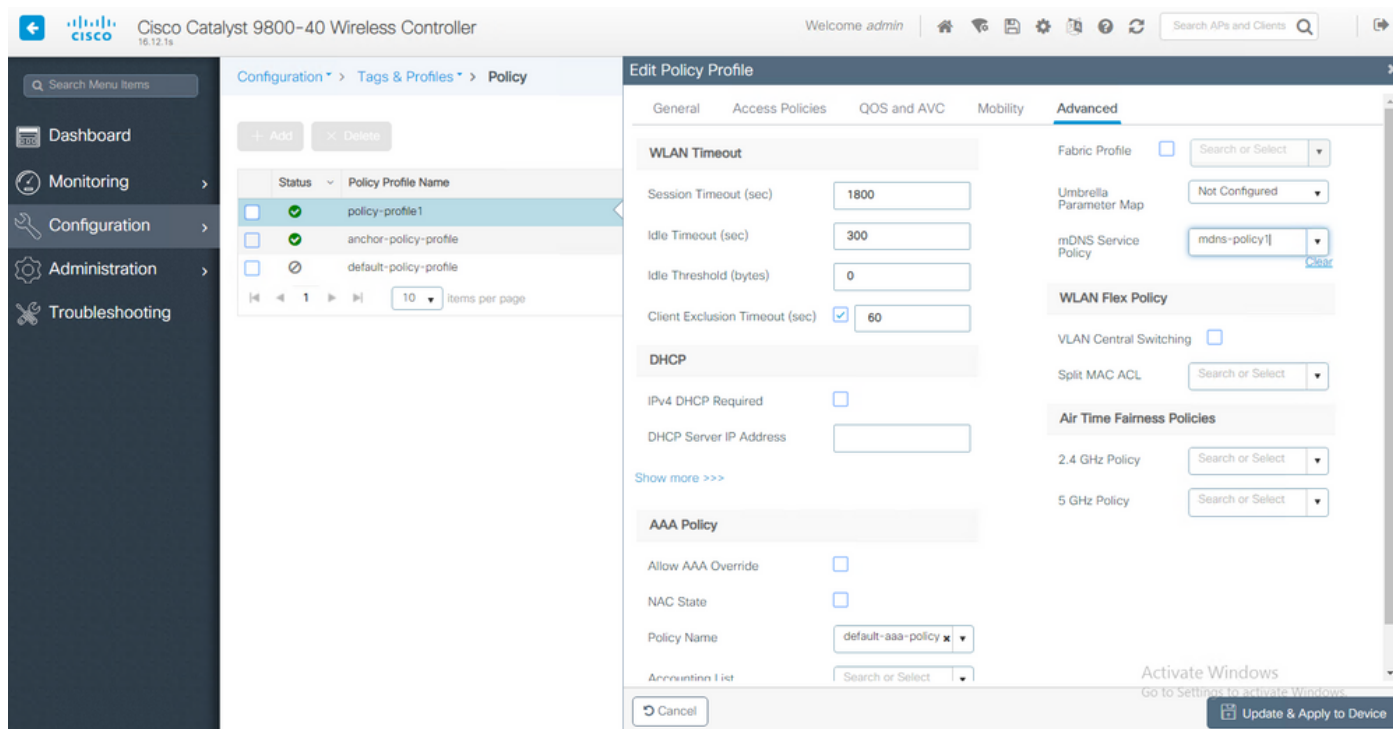 CISCO
Cisco Catalyst 9800-40 Wireless Controller
16.12.1s
Welcome admin
Search APs and Clients
Search Menu Items
Dashboard
Monitoring
Configuration
Administration
Troubleshooting
Configuration > Tags & Profiles > Policy
+ Add
× Delete
Status Policy Profile Name
policy-profile1
anchor-policy-profile
default-policy-profile
1 10 items per page
Edit Policy Profile
General Access Policies QOS and AVC Mobility Advanced
WLAN Timeout
Session Timeout (sec) 1800
Idle Timeout (sec) 300
Idle Threshold (bytes) 0
Client Exclusion Timeout (sec) 60
DHCP
IPv4 DHCP Required
DHCP Server IP Address
Show more >>>
AAA Policy
Allow AAA Override
NAC State
Policy Name default-aaa-policy
Accounting List Search or Select
Fabric Profile Search or Select
Umbrella
Parameter Map
Not Configured
mDNS Service
Policy
mdns-policy1
Clear
WLAN Flex Policy
VLAN Central Switching
Split MAC ACL Search or Select
Air Time Fairness Policies
2.4 GHz Policy Search or Select
5 GHz Policy Search or Select
Activate Windows
Go to Settings to activate Windows.
Cancel
Update & Apply to Device